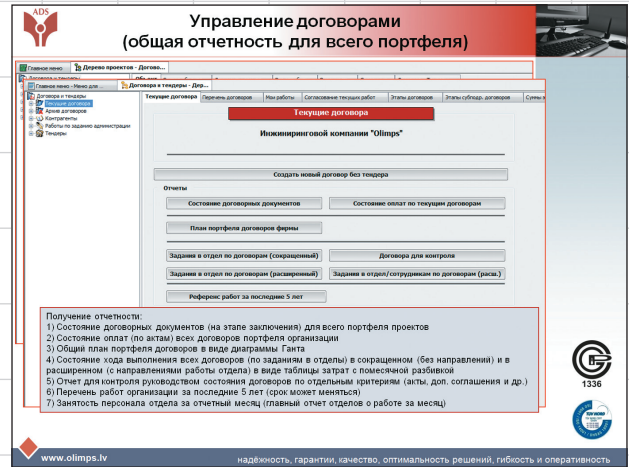 ADS
Управление договорами
(общая отчетность для всего портфеля)
Главное меню Дерево проектов - Догово...
Главное меню - Меню для ... Договора и тендеры - Дер...
Договора и тендеры
Текущие договора
Архив договоров
Контрагенты
Работы по заданию администрации
Тендеры
Текущие договора Перечень договоров Мои работы Согласование текущих работ Этапы договоров Этапы субподр. договоров
Текущие договора
Инжиниринговой компании "Olimps"
Создать новый договор без тендера
Отчеты
Состояние договорных документов Состояние оплат по текущим договорам
План портфеля договоров фирмы
Задания в отдел по договорам (сокращенный) Договора для контроля
Задания в отдел по договорам (расширенный) Задания в отдел/сотрудникам по договорам (расш.)
Референс работ за последние 5 лет
Получение отчетности:
1) Состояние договорных документов (на этапе заключения) для всего портфеля проектов
2) Состояние оплат (по актам) всех договоров портфеля организации
3) Общий план портфеля договоров в виде диаграммы Ганта
4) Состояние хода выполнения всех договоров (по заданиям в отделы) в сокращенном (без направлений) и в
расширенном (с направлениями работы отдела) в виде таблицы затрат с помесячной разбивкой
5) Отчет для контроля руководством состояния договоров по отдельным критериям (акты, доп. соглашения и др.)
6) Перечень работ организации за последние 5 лет (срок может меняться)
7) Занятость персонала отдела за отчетный месяц (главный отчет отделов о работе за месяц)
1336
TÜV NORD
www.olimps.lv
надёжность, гарантии, качество, оптимальность решений, гибкость и оперативность